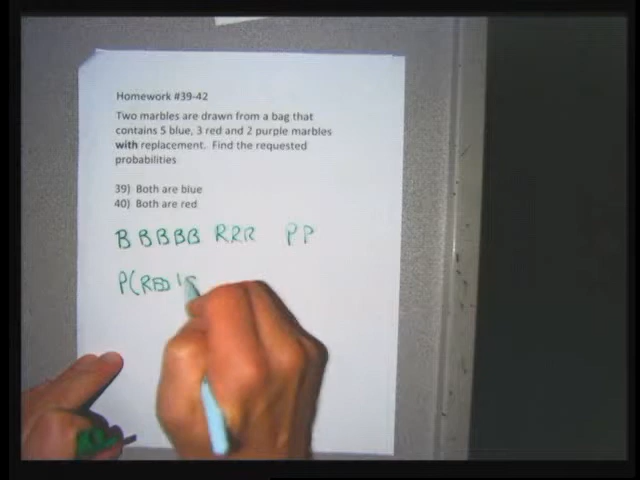 Homework #39-42
Two marbles are drawn from a bag that
contains 5 blue, 3 red and 2 purple marbles
with replacement. Find the requested
probabilities
39) Both are blue
40) Both are red
B B B B B R R R P P
P(RED 1S